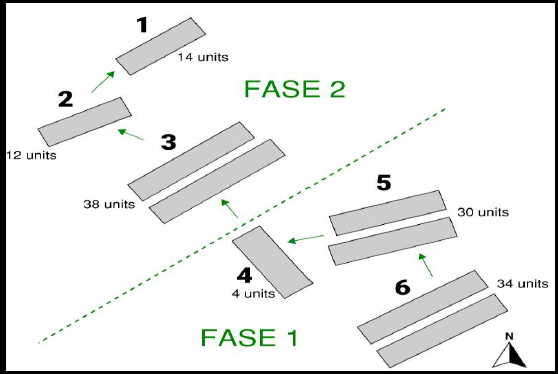 1
14 units
2
12 units
FASE 2
3
38 units
5
30 units
4
4 units
6
34 units
FASE 1
N